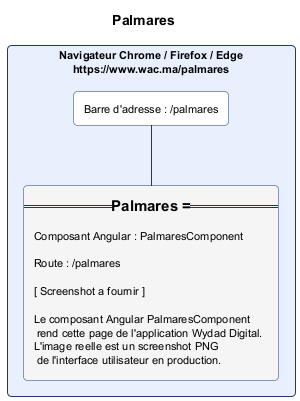 Palmares
Navigateur Chrome / Firefox / Edge
https://www.wac.ma/palmares
Barre d'adresse : /palmares
Palmares =
Composant Angular : PalmaresComponent
Route : /palmares
[ Screenshot a fournir ]
Le composant Angular PalmaresComponent
rend cette page de l'application Wydad Digital.
L'image reelle est un screenshot PNG
de l'interface utilisateur en production.